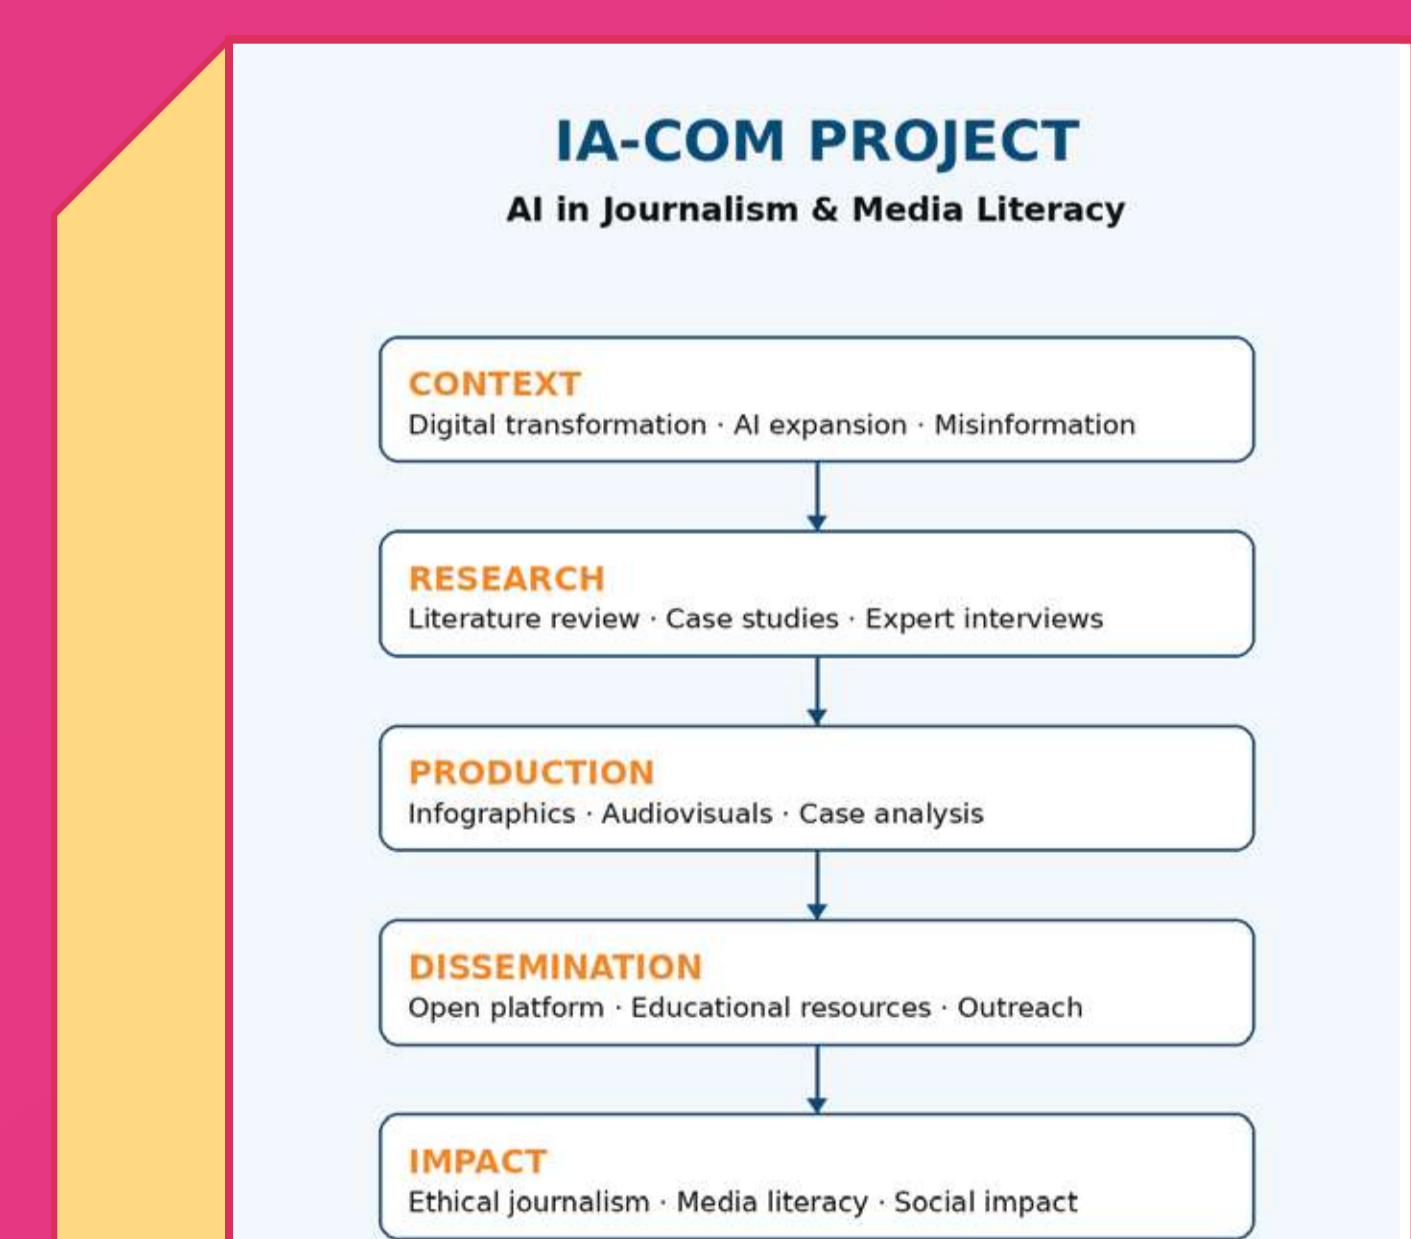 IA-COM PROJECT
AI in Journalism & Media Literacy
CONTEXT
Digital transformation · AI expansion · Misinformation
RESEARCH
Literature review · Case studies · Expert interviews
PRODUCTION
Infographics · Audiovisuals · Case analysis
DISSEMINATION
Open platform · Educational resources · Outreach
IMPACT
Ethical journalism · Media literacy · Social impact